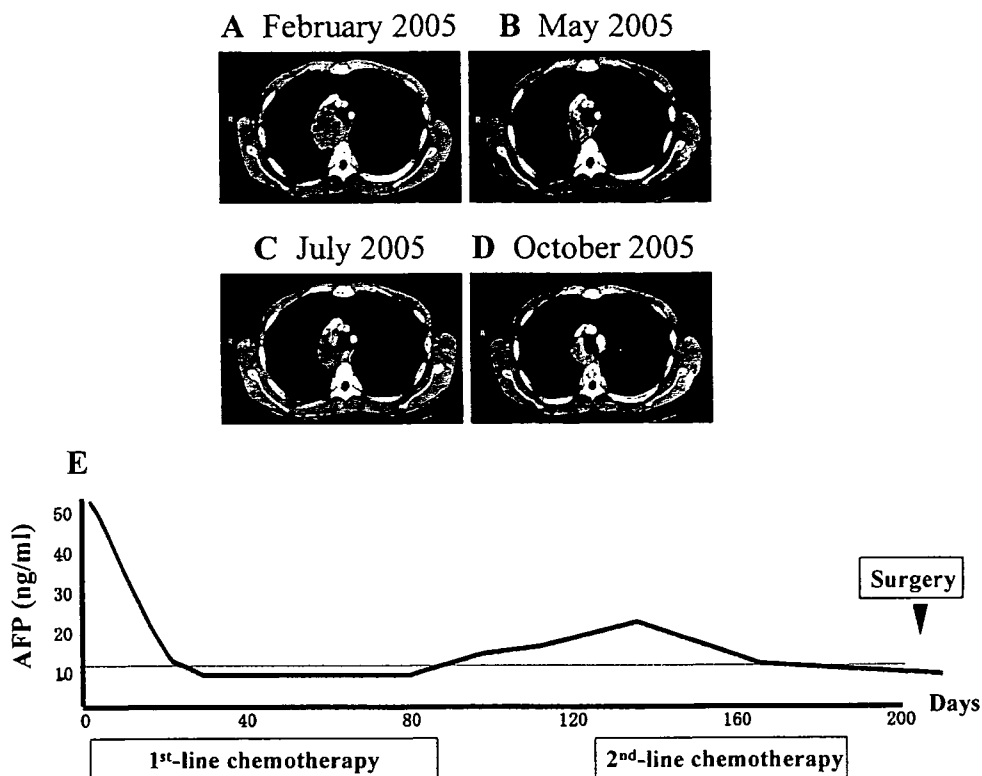 A February 2005
B May 2005
C July 2005
D October 2005
R
R
R
R
E
AFP (ng/ml)
50
40
30
20
10
0
40
80
120
160
200
Days
Surgery
1st-line chemotherapy
2nd-line chemotherapy